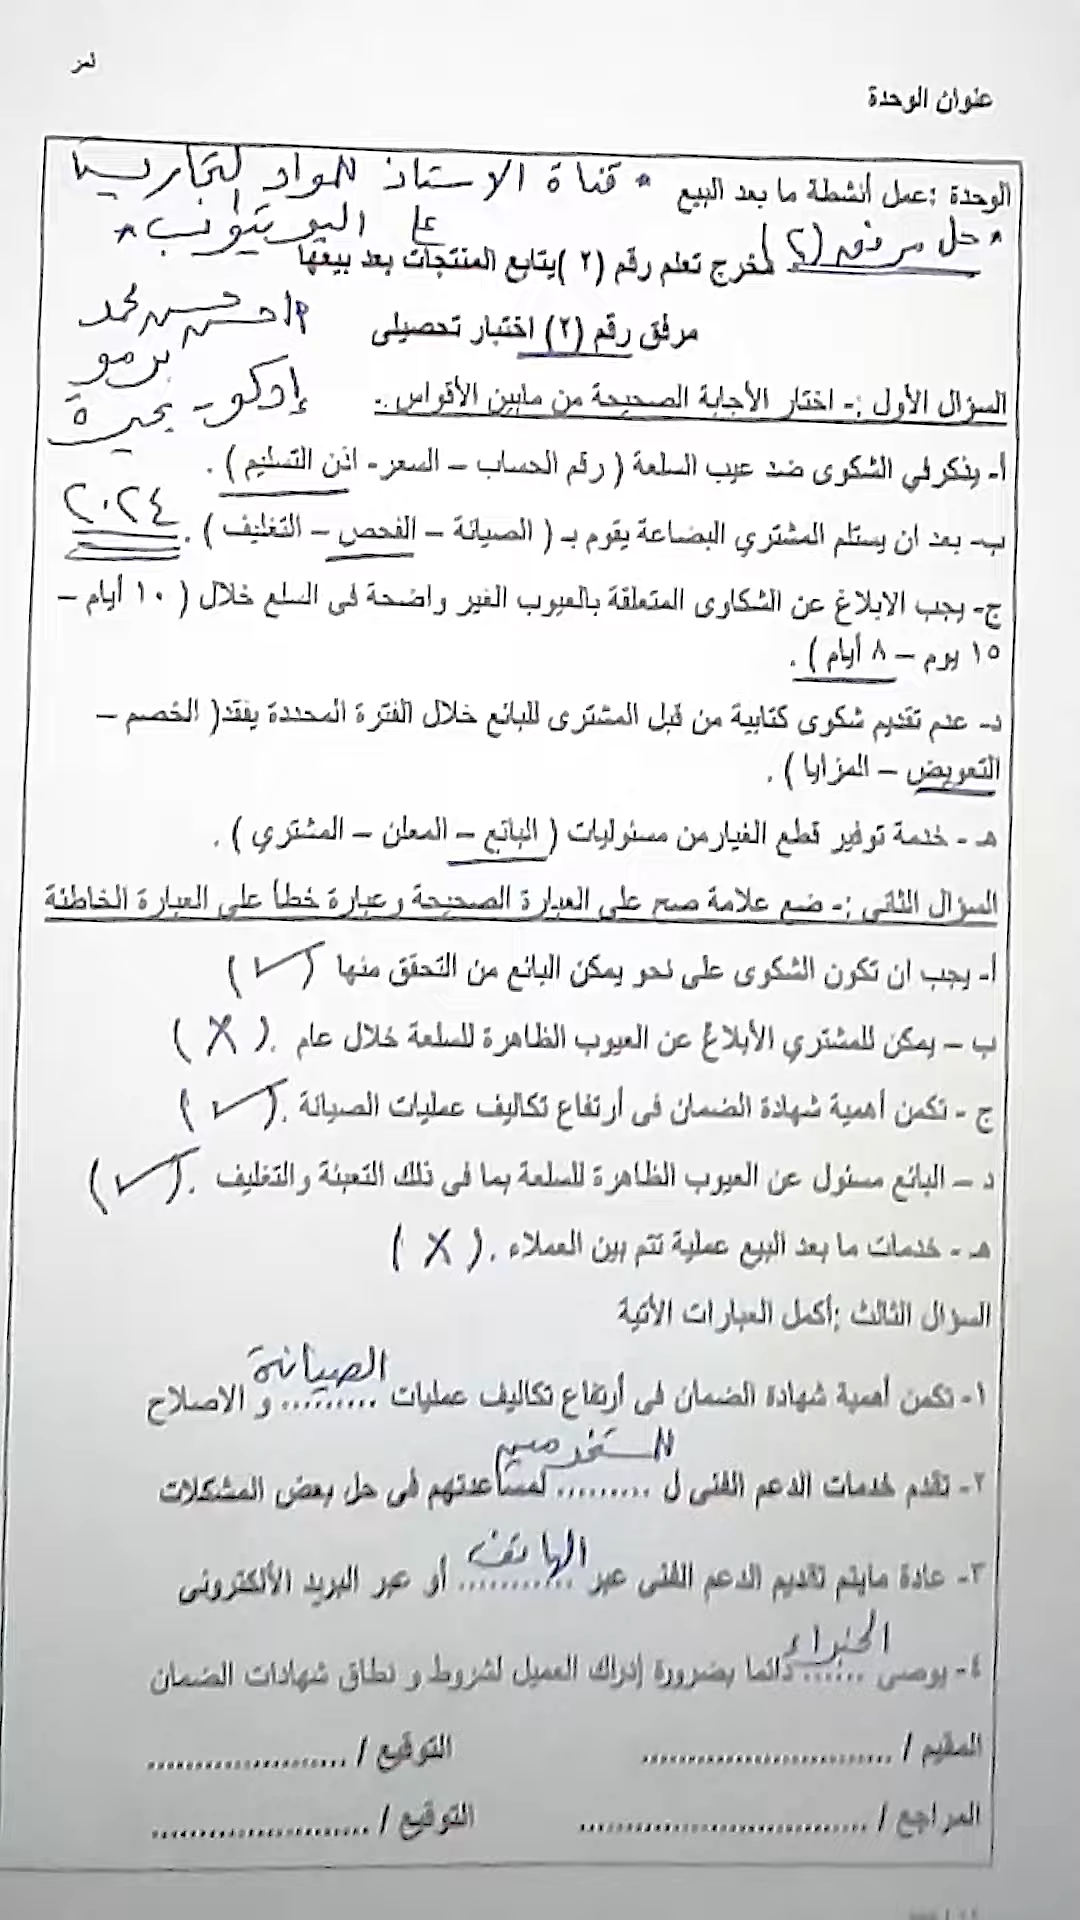 لمز
عنوان الوحدة
الوحدة :عمل أنشطة ما بعد البيع * قناة الاستاذ للمواد التجارية
على اليوتيوب *
* حل مرفق (٢) لمخرج تعلم رقم (٢ )يتابع المنتجات بعد بيعها
مرفق رقم (٢) اختبار تحصيلى
أ/حسن حسن محمد
برمو
إدكو - بحيرة
السؤال الأول :- اختار الأجابة الصحيحة من مابين الأقواس .-
أ- يذكرفي الشكوى ضد عيب السلعة ( رقم الحساب – السعر- اذن التسليم ) .
٢٠٢٤
ب- بعد ان يستلم المشتري البضاعة يقوم بـ ( الصيانة – الفحص – التغليف ) .
ج- يجب الابلاغ عن الشكاوى المتعلقة بالعيوب الغير واضحة فى السلع خلال ( ١٠ أيام –
١٥ يوم – ٨ أيام ) .
د- عدم تقديم شكوى كتابية من قبل المشترى للبائع خلال الفترة المحددة يفقد( الخصم –
التعويض – المزايا ) .
هـ - خدمة توفير قطع الغيارمن مسئوليات ( البائع – المعلن – المشتري ) .
السؤال الثانى :- ضع علامة صح على العبارة الصحيحة وعبارة خطأ على العبارة الخاطئة
أ- يجب ان تكون الشكوى على نحو يمكن البائع من التحقق منها (✓)
ب – يمكن للمشتري الأبلاغ عن العيوب الظاهرة للسلعة خلال عام .(X)
ج - تكمن أهمية شهادة الضمان فى أرتفاع تكاليف عمليات الصيانة .(✓)
د – البائع مسئول عن العيوب الظاهرة للسلعة بما فى ذلك التعبئة والتغليف .(✓)
هـ - خدمات ما بعد البيع عملية تتم بين العملاء .(X)
السؤال الثالث :أكمل العبارات الأتية
١- تكمن أهمية شهادة الضمان فى أرتفاع تكاليف عمليات الصيانة ......... و الاصلاح
٢- تقدم خدمات الدعم الفنى ل للمستخدمين ......... لمساعدتهم فى حل بعض المشكلات
٣- عادة مايتم تقديم الدعم الفنى عبر الهاتف ........... أو عبر البريد الألكترونى
٤- يوصى الخبراء ...... دائما بضرورة إدراك العميل لشروط و نطاق شهادات الضمان
المقيم / ......................... التوقيع / ....................
المراجع / ............................ التوقيع / ......................